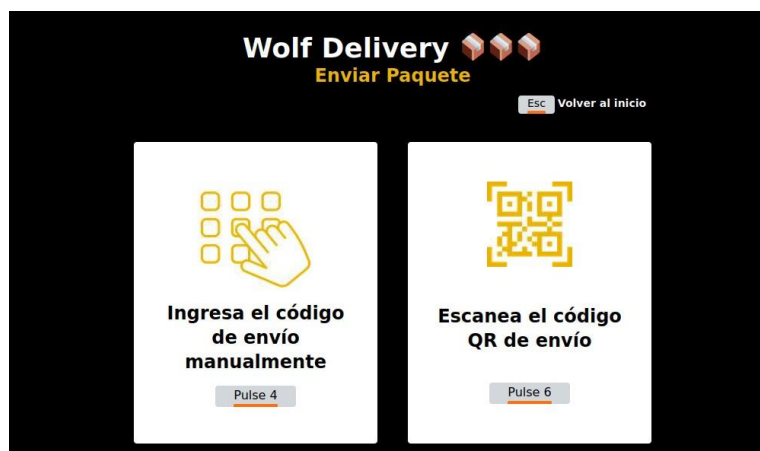 Wolf Delivery
Enviar Paquete
Esc Volver al inicio
Ingresa el código
de envío
manualmente
Pulse 4
Escanea el código
QR de envío
Pulse 6